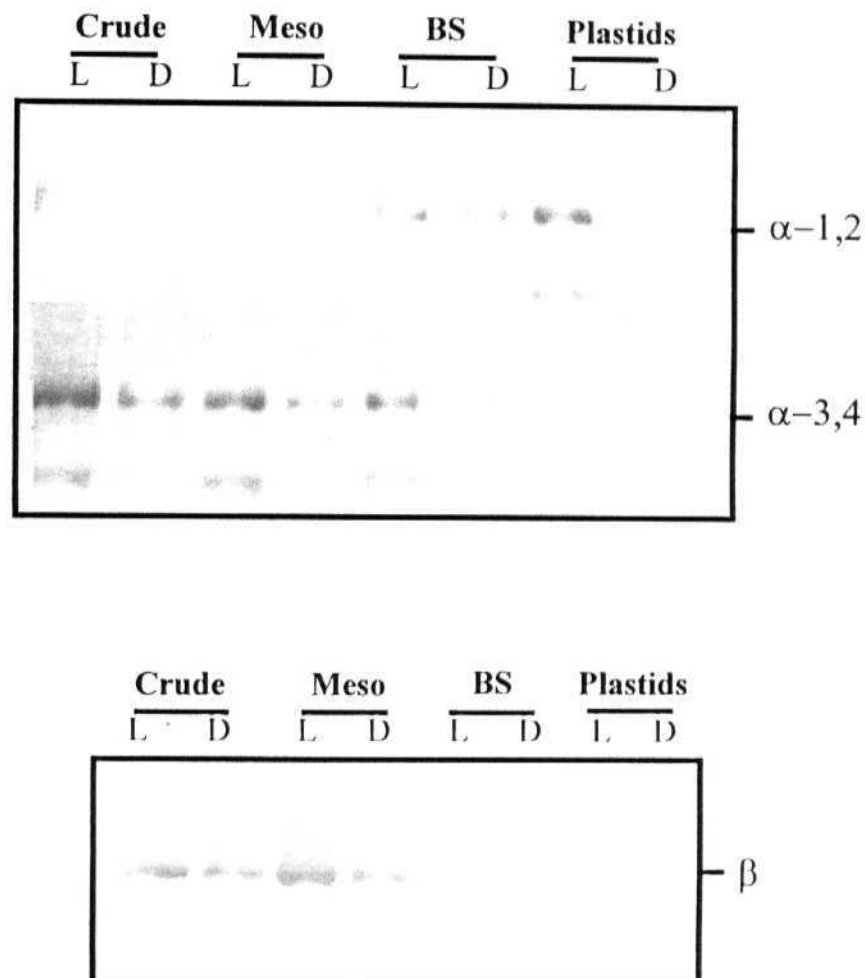 Crude Meso BS Plastids
L D L D L D L D
α–1,2
α–3,4
Crude Meso BS Plastids
L D L D L D L D
β